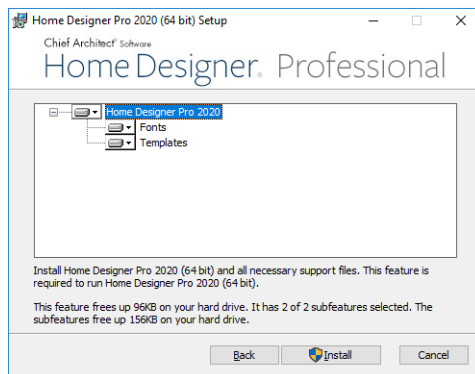 Home Designer Pro 2020 (64 bit) Setup
Chief Architect® Software
Home Designer® Professional
Home Designer Pro 2020
Fonts
Templates
Install Home Designer Pro 2020 (64 bit) and all necessary support files. This feature is
required to run Home Designer Pro 2020 (64 bit).
This feature frees up 96KB on your hard drive. It has 2 of 2 subfeatures selected. The
subfeatures free up 156KB on your hard drive.
Back Install Cancel